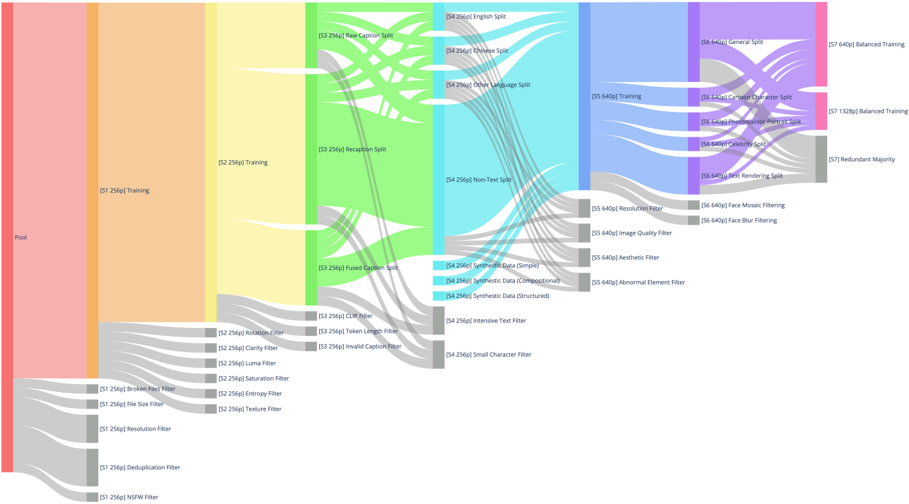 Pool
[S1 256p] Training
[S1 256p] Broken Files Filter
[S1 256p] File Size Filter
[S1 256p] Resolution Filter
[S1 256p] Deduplication Filter
[S1 256p] NSFW Filter
[S2 256p] Training
[S2 256p] Rotation Filter
[S2 256p] Clarity Filter
[S2 256p] Luma Filter
[S2 256p] Saturation Filter
[S2 256p] Entropy Filter
[S2 256p] Texture Filter
[S3 256p] Raw Caption Split
[S3 256p] Recaption Split
[S3 256p] Fused Caption Split
[S3 256p] CLIP Filter
[S3 256p] Token Length Filter
[S3 256p] Invalid Caption Filter
[S4 256p] English Split
[S4 256p] Chinese Split
[S4 256p] Other Language Split
[S4 256p] Non-Text Split
[S4 256p] Synthestic Data (Simple)
[S4 256p] Synthestic Data (Compositional)
[S4 256p] Synthestic Data (Structured)
[S4 256p] Intensive Text Filter
[S4 256p] Small Character Filter
[S5 640p] Training
[S5 640p] Resolution Filter
[S5 640p] Image Quality Filter
[S5 640p] Aesthetic Filter
[S5 640p] Abnormal Element Filter
[S6 640p] General Split
[S6 640p] Cartoon Character Split
[S6 640p] Photorealistic Portrait Split
[S6 640p] Celebrity Split
[S6 640p] Text Rendering Split
[S6 640p] Face Mosaic Filtering
[S6 640p] Face Blur Filtering
[S7 640p] Balanced Training
[S7 1328p] Balanced Training
[S7] Redundant Majority